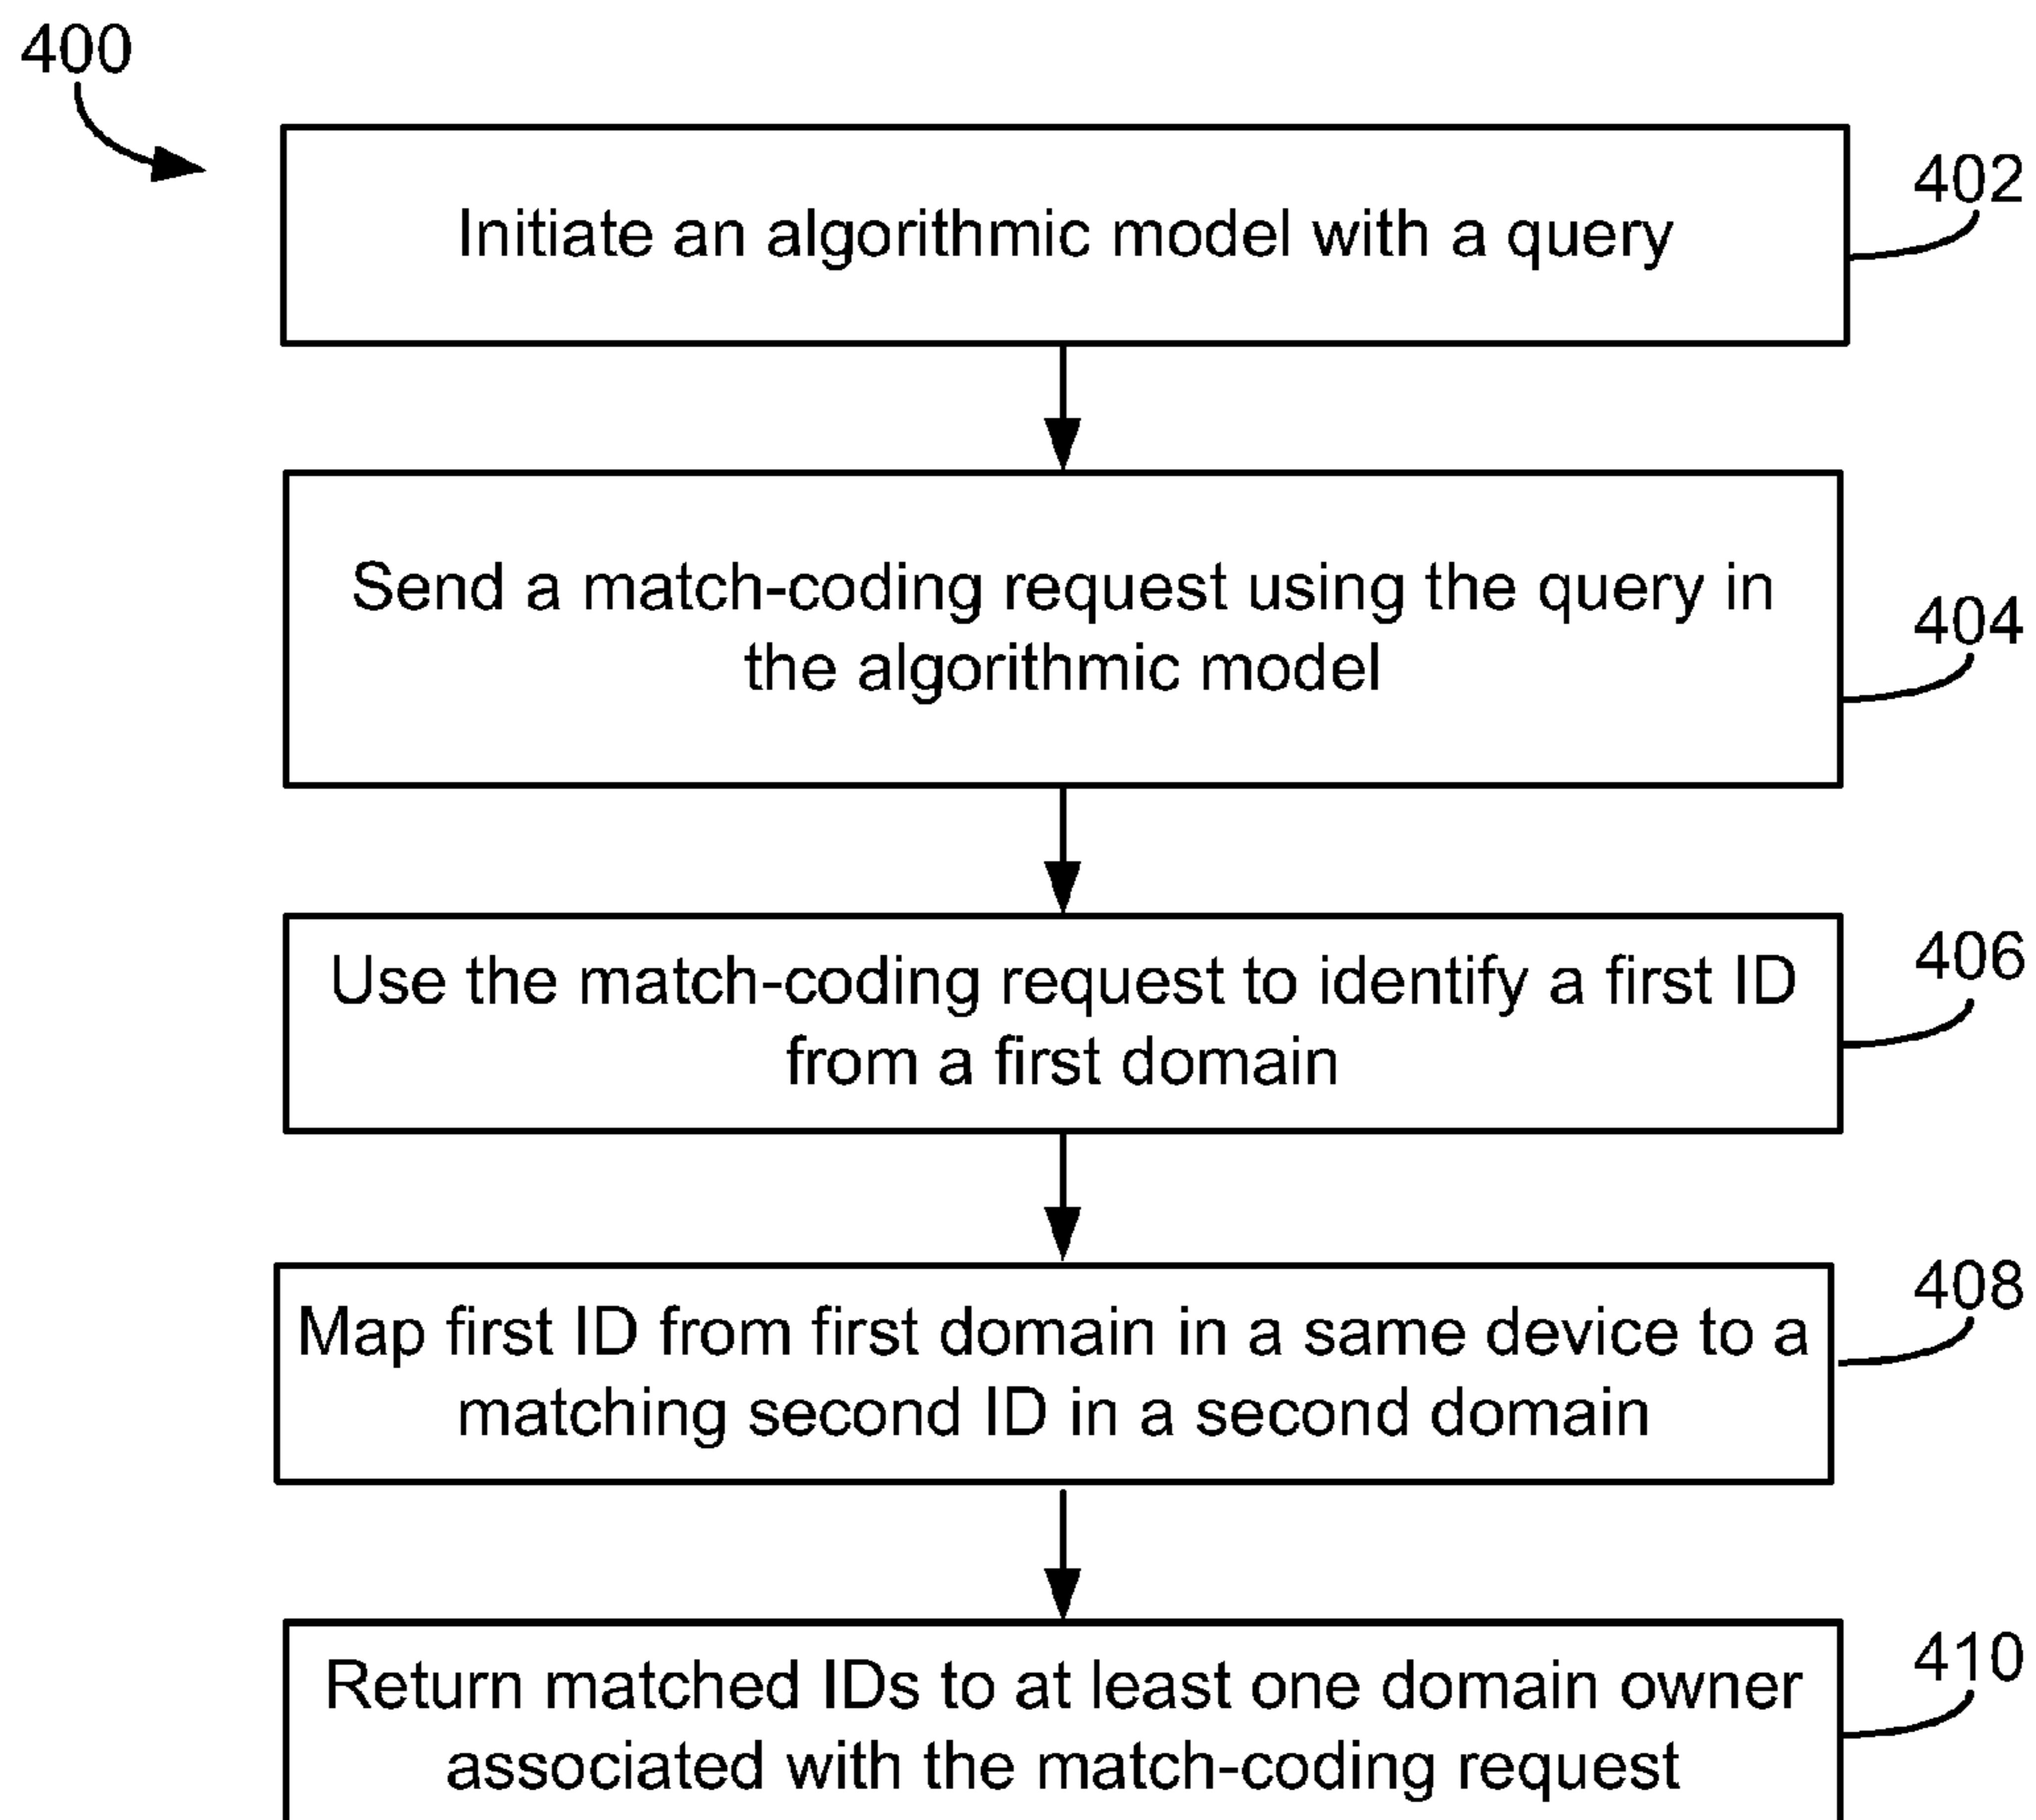 400
Initiate an algorithmic model with a query
402
Send a match-coding request using the query in
the algorithmic model
404
Use the match-coding request to identify a first ID
from a first domain
406
Map first ID from first domain in a same device to a
matching second ID in a second domain
408
Return matched IDs to at least one domain owner
associated with the match-coding request
410